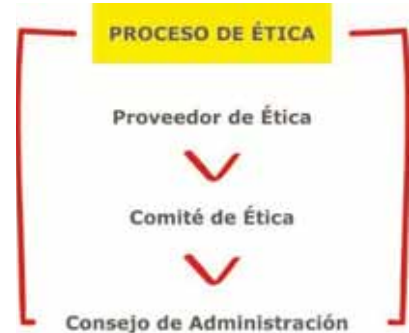 PROCESO DE ÉTICA
Proveedor de Ética
Comité de Ética
Consejo de Administración